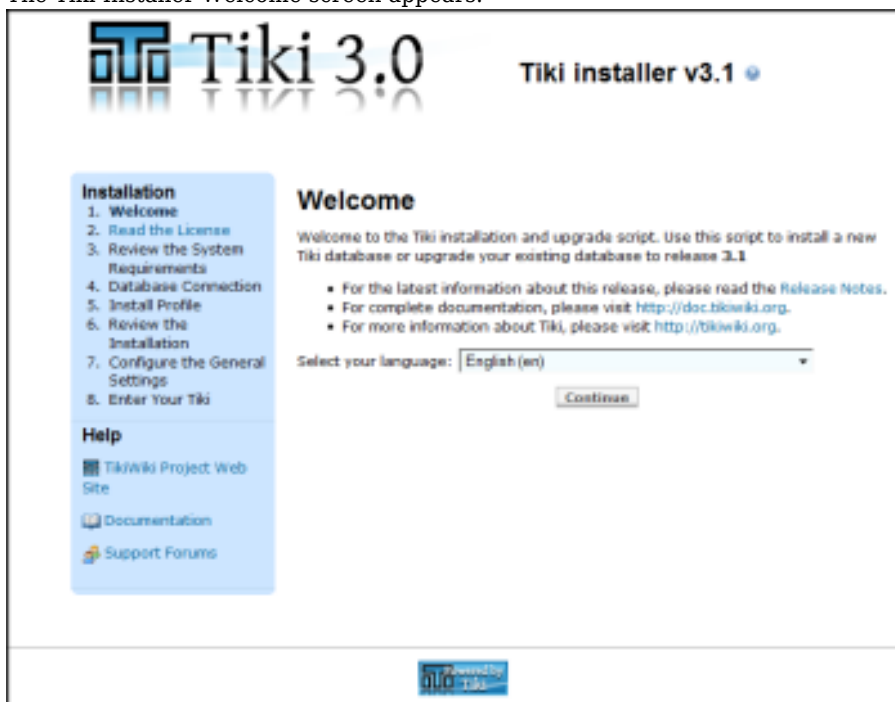 The Tiki Installer Welcome screen appears.
Tiki 3.0
Tiki installer v3.1
Installation
1. Welcome
2. Read the License
3. Review the System
Requirements
4. Database Connection
5. Install Profile
6. Review the
Installation
7. Configure the General
Settings
8. Enter Your Tiki
Help
TikiWiki Project Web
Site
Documentation
Support Forums
Welcome
Welcome to the Tiki installation and upgrade script. Use this script to install a new
Tiki database or upgrade your existing database to release 3.1
• For the latest information about this release, please read the Release Notes.
• For complete documentation, please visit http://doc.tikiwiki.org.
• For more information about Tiki, please visit http://tikiwiki.org.
Select your language: English (en)
Continue
Powered by
Tiki